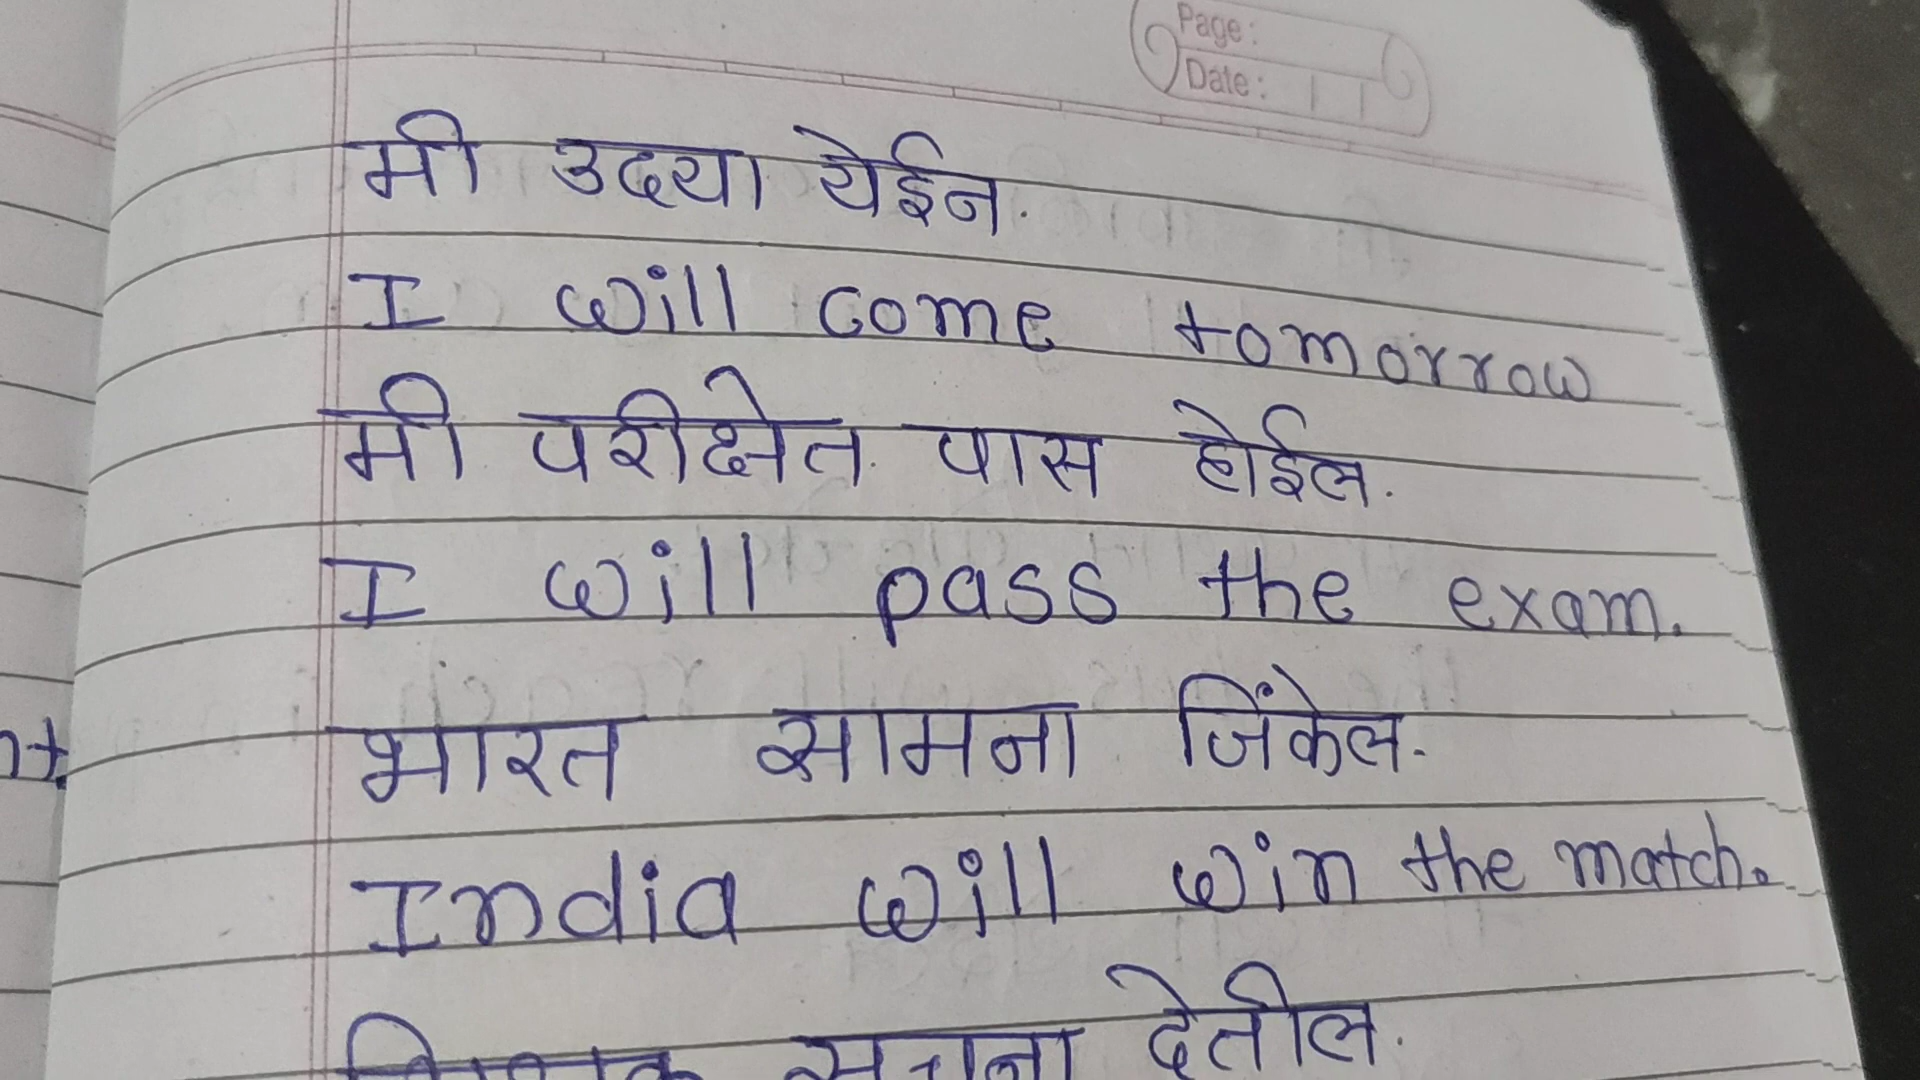 Page:
Date:
मी उदया येईन.
I will come tomorrow
मी परीक्षेत पास होईल.
I will pass the exam.
भारत सामना जिंकेल.
India will win the match.
देतील.